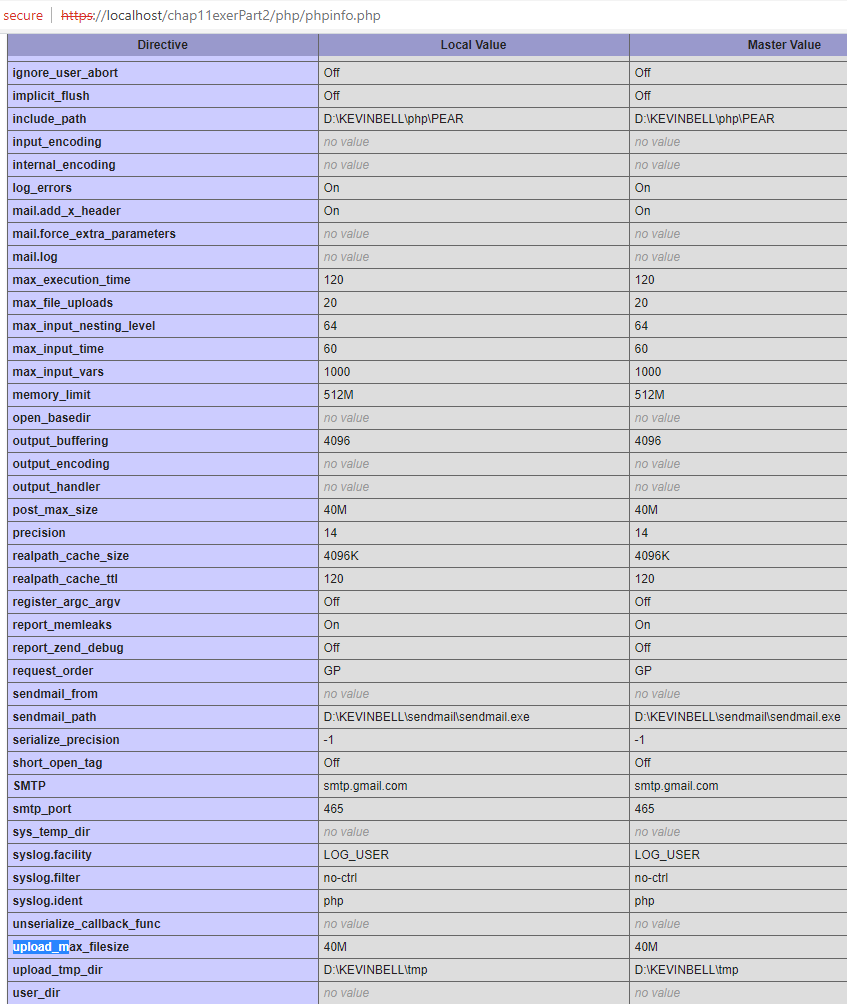 secure https://localhost/chap11exerPart2/php/phpinfo.php
Directive Local Value Master Value
ignore_user_abort Off Off
implicit_flush Off Off
include_path D:\KEVINBELL\php\PEAR D:\KEVINBELL\php\PEAR
input_encoding no value no value
internal_encoding no value no value
log_errors On On
mail.add_x_header On On
mail.force_extra_parameters no value no value
mail.log no value no value
max_execution_time 120 120
max_file_uploads 20 20
max_input_nesting_level 64 64
max_input_time 60 60
max_input_vars 1000 1000
memory_limit 512M 512M
open_basedir no value no value
output_buffering 4096 4096
output_encoding no value no value
output_handler no value no value
post_max_size 40M 40M
precision 14 14
realpath_cache_size 4096K 4096K
realpath_cache_ttl 120 120
register_argc_argv Off Off
report_memleaks On On
report_zend_debug Off Off
request_order GP GP
sendmail_from no value no value
sendmail_path D:\KEVINBELL\sendmail\sendmail.exe D:\KEVINBELL\sendmail\sendmail.exe
serialize_precision -1 -1
short_open_tag Off Off
SMTP smtp.gmail.com smtp.gmail.com
smtp_port 465 465
sys_temp_dir no value no value
syslog.facility LOG_USER LOG_USER
syslog.filter no-ctrl no-ctrl
syslog.ident php php
unserialize_callback_func no value no value
upload_max_filesize 40M 40M
upload_tmp_dir D:\KEVINBELL\tmp D:\KEVINBELL\tmp
user_dir no value no value